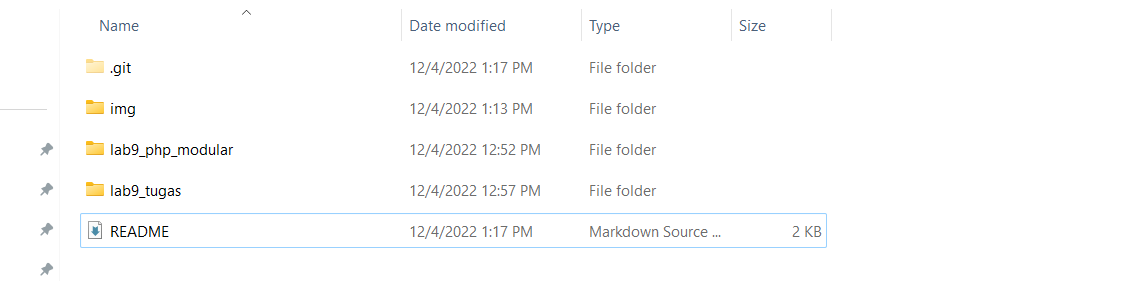 Name Date modified Type Size
.git 12/4/2022 1:17 PM File folder
img 12/4/2022 1:13 PM File folder
lab9_php_modular 12/4/2022 12:52 PM File folder
lab9_tugas 12/4/2022 12:57 PM File folder
README 12/4/2022 1:17 PM Markdown Source ... 2 KB